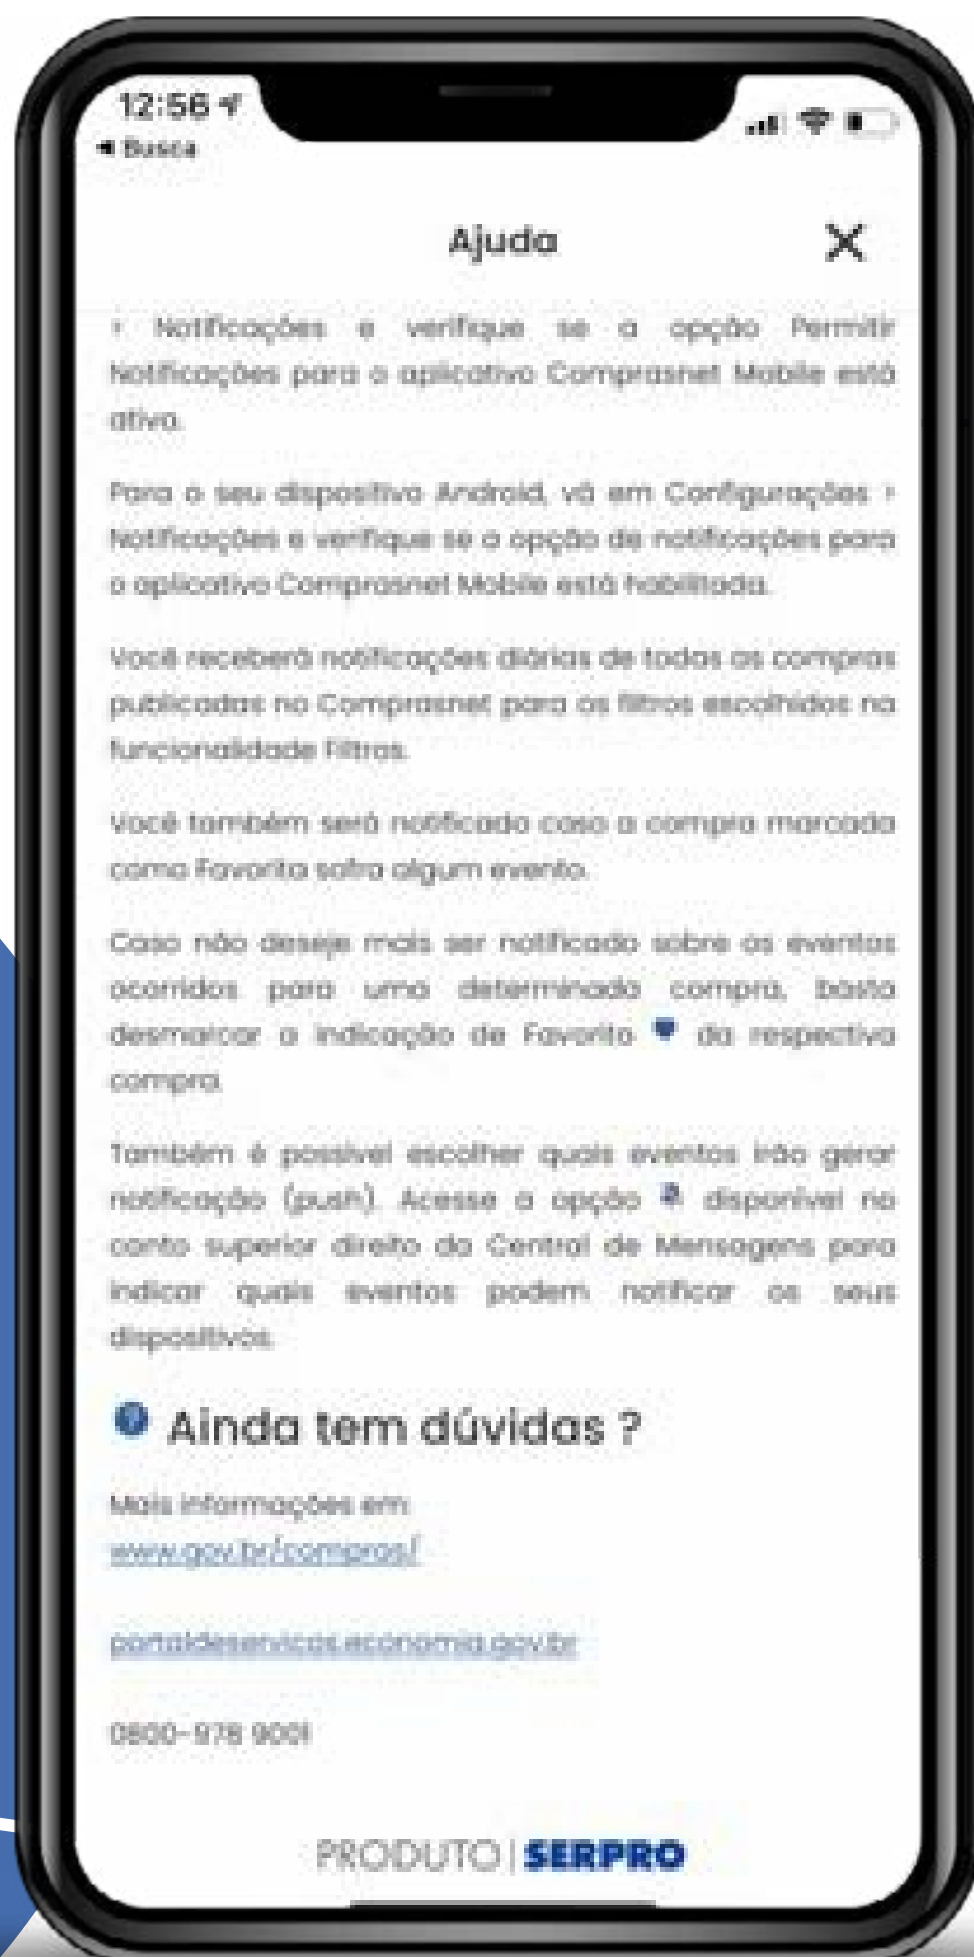 12:56
◀ Busca
Ajuda
> Notificações e verifique se a opção Permitir
Notificações para o aplicativo Comprasnet Mobile está
ativa.
Para o seu dispositivo Android, vá em Configurações >
Notificações e verifique se a opção de notificações para
o aplicativo Comprasnet Mobile está habilitada.
Você receberá notificações diárias de todas as compras
publicadas no Comprasnet para os filtros escolhidos na
funcionalidade Filtros.
Você também será notificado caso a compra marcada
como Favorita sofra algum evento.
Caso não deseje mais ser notificado sobre os eventos
ocorridos para uma determinada compra, basta
desmarcar a indicação de Favorito da respectiva
compra.
Também é possível escolher quais eventos irão gerar
notificação (push). Acesse a opção disponível no
canto superior direito da Central de Mensagens para
indicar quais eventos podem notificar os seus
dispositivos.
? Ainda tem dúvidas ?
Mais informações em:
www.gov.br/compras/
portaldeservicos.economia.gov.br
0800-978 9001
PRODUTO | SERPRO